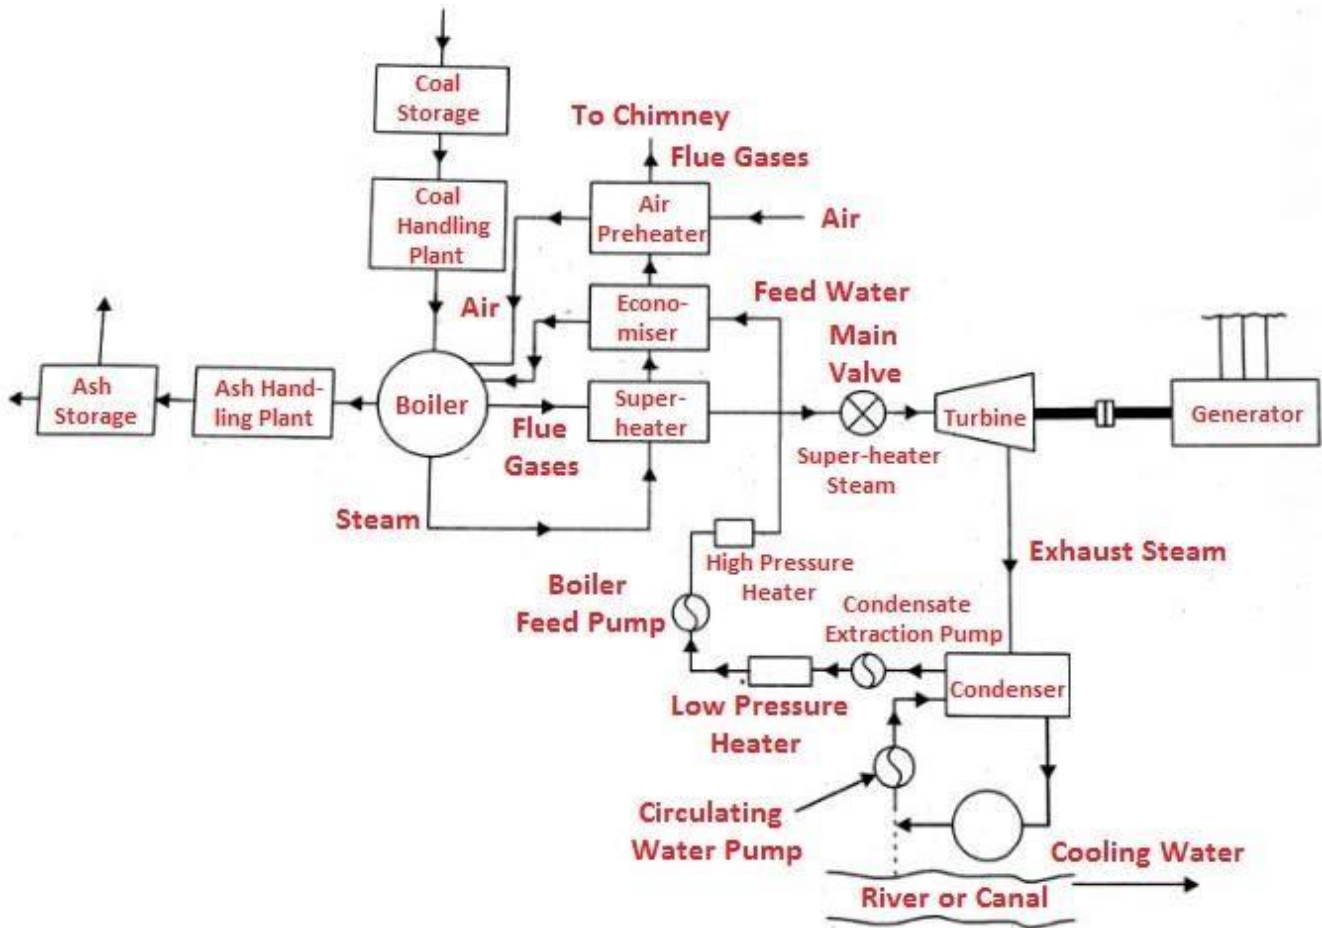 Coal
Storage
To Chimney
Flue Gases
Coal
Handling
Plant
Air
Preheater
Air
Air
Econo-
miser
Feed Water
Main
Valve
Ash
Storage
Ash Hand-
ling Plant
Boiler
Flue
Gases
Super-
heater
Turbine
Generator
Super-heater
Steam
Steam
High Pressure
Heater
Exhaust Steam
Boiler
Feed Pump
Condensate
Extraction Pump
Condenser
Low Pressure
Heater
Circulating
Water Pump
Cooling Water
River or Canal